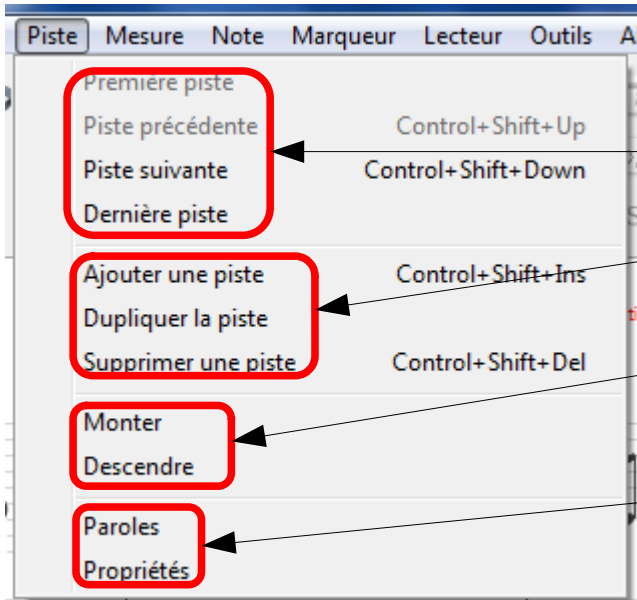 Piste Mesure Note Marqueur Lecteur Outils A
Première piste
Piste précédente Control+Shift+Up
Piste suivante Control+Shift+Down
Dernière piste
Ajouter une piste Control+Shift+Ins
Dupliquer la piste
Supprimer une piste Control+Shift+Del
Monter
Descendre
Paroles
Propriétés